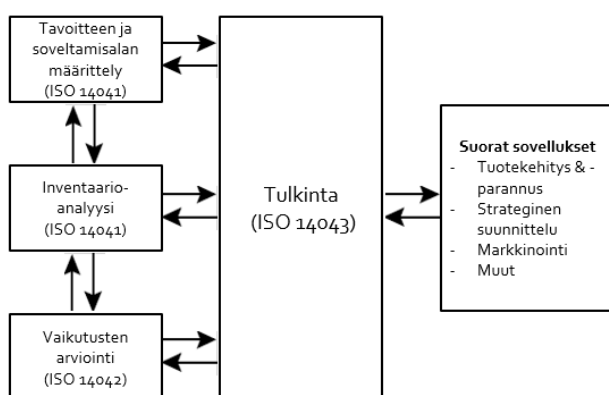 Tavoitteen ja
soveltamisalan
määrittely
(ISO 14041)
Inventaario-
analyysi
(ISO 14041)
Vaikutusten
arviointi
(ISO 14042)
Tulkinta
(ISO 14043)
Suorat sovellukset
- Tuotekehitys & -
parannus
- Strateginen
suunnittelu
- Markkinointi
- Muut